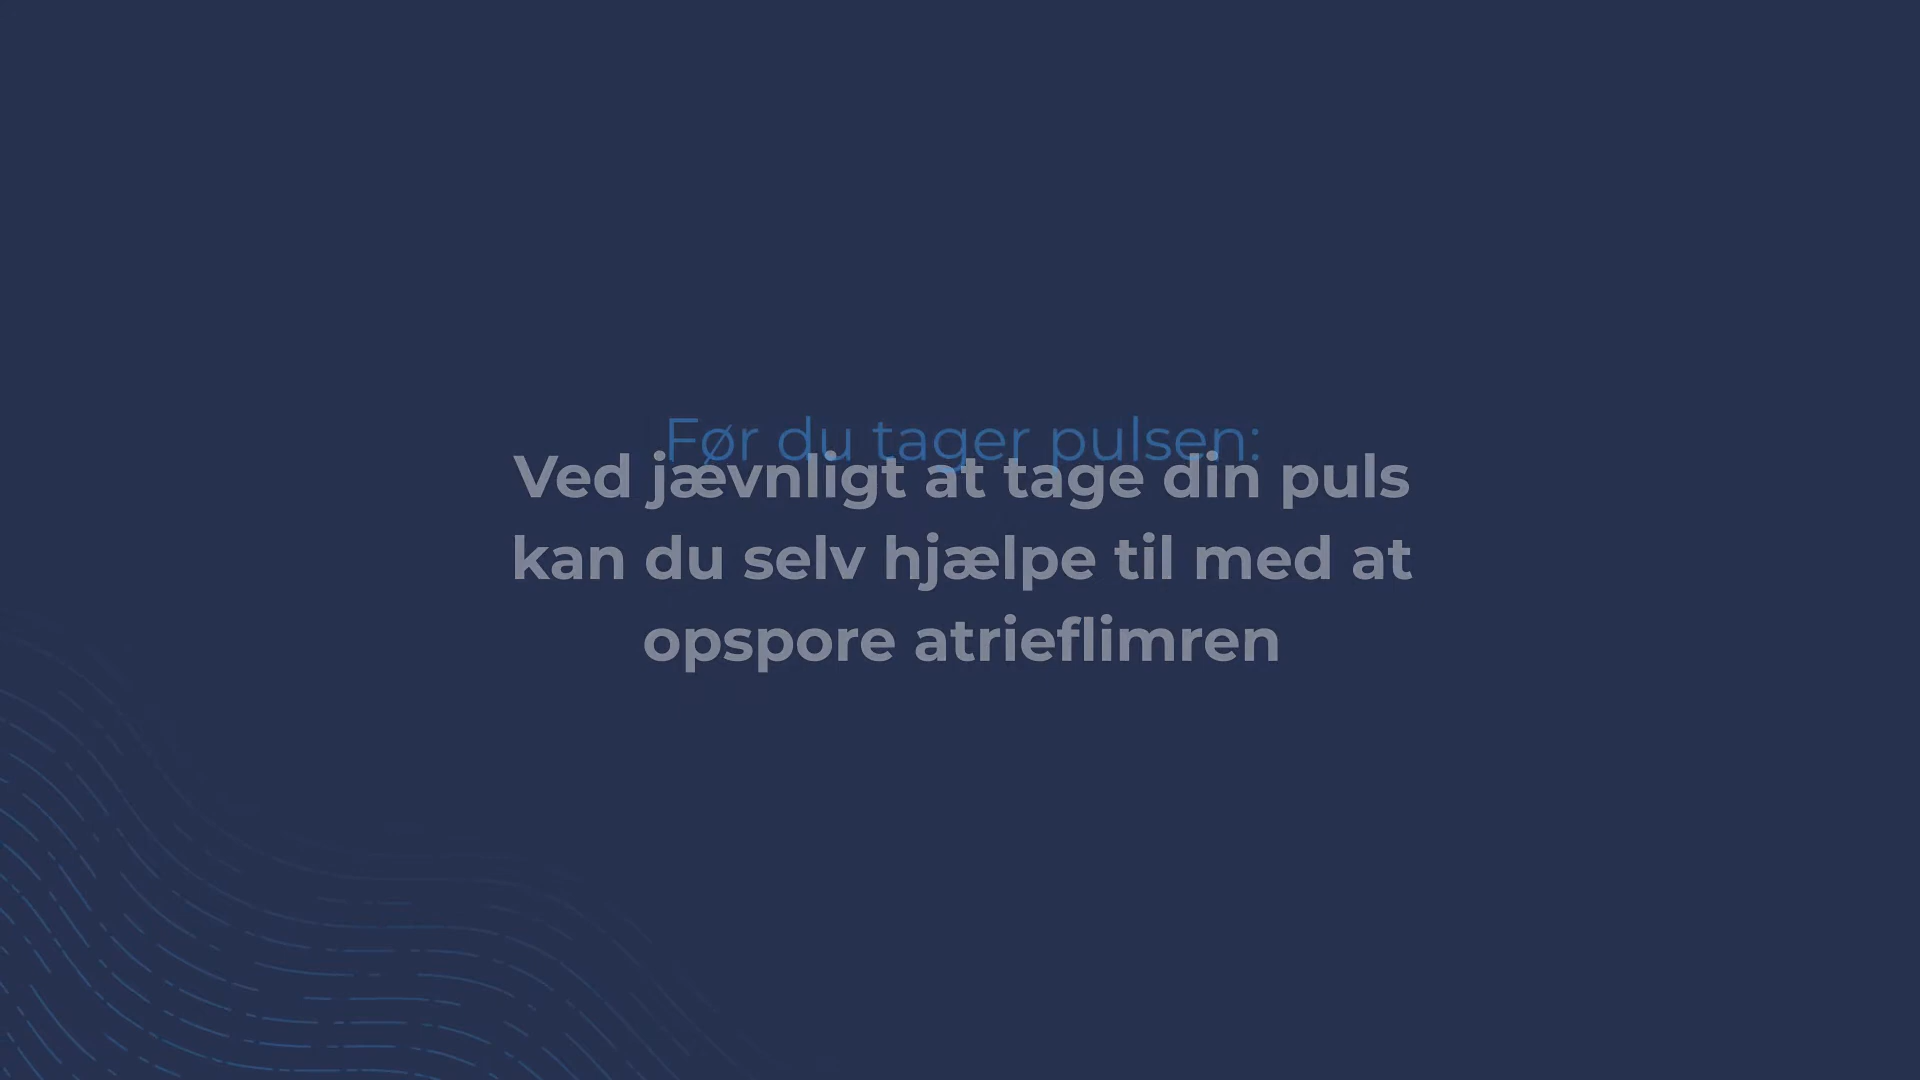 Før du tager pulsen:
Ved jævnligt at tage din puls
kan du selv hjælpe til med at
opspore atrieflimren